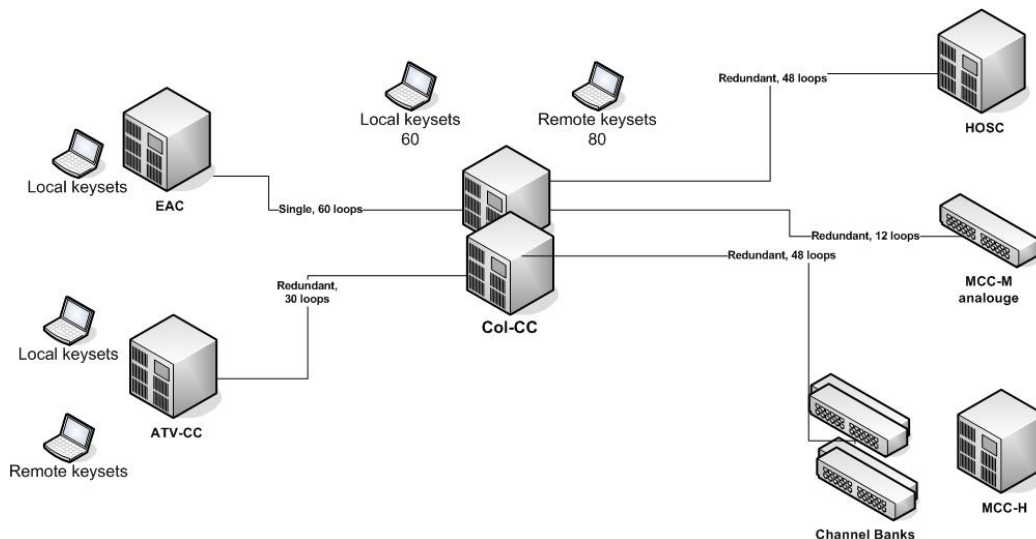 Redundant, 48 loops
HOSC
Local keysets
60
Remote keysets
80
Local keysets
EAC
Single, 60 loops
Redundant, 12 loops
MCC-M
analouge
Redundant, 48 loops
Redundant,
30 loops
Col-CC
Local keysets
ATV-CC
Remote keysets
Channel Banks
MCC-H